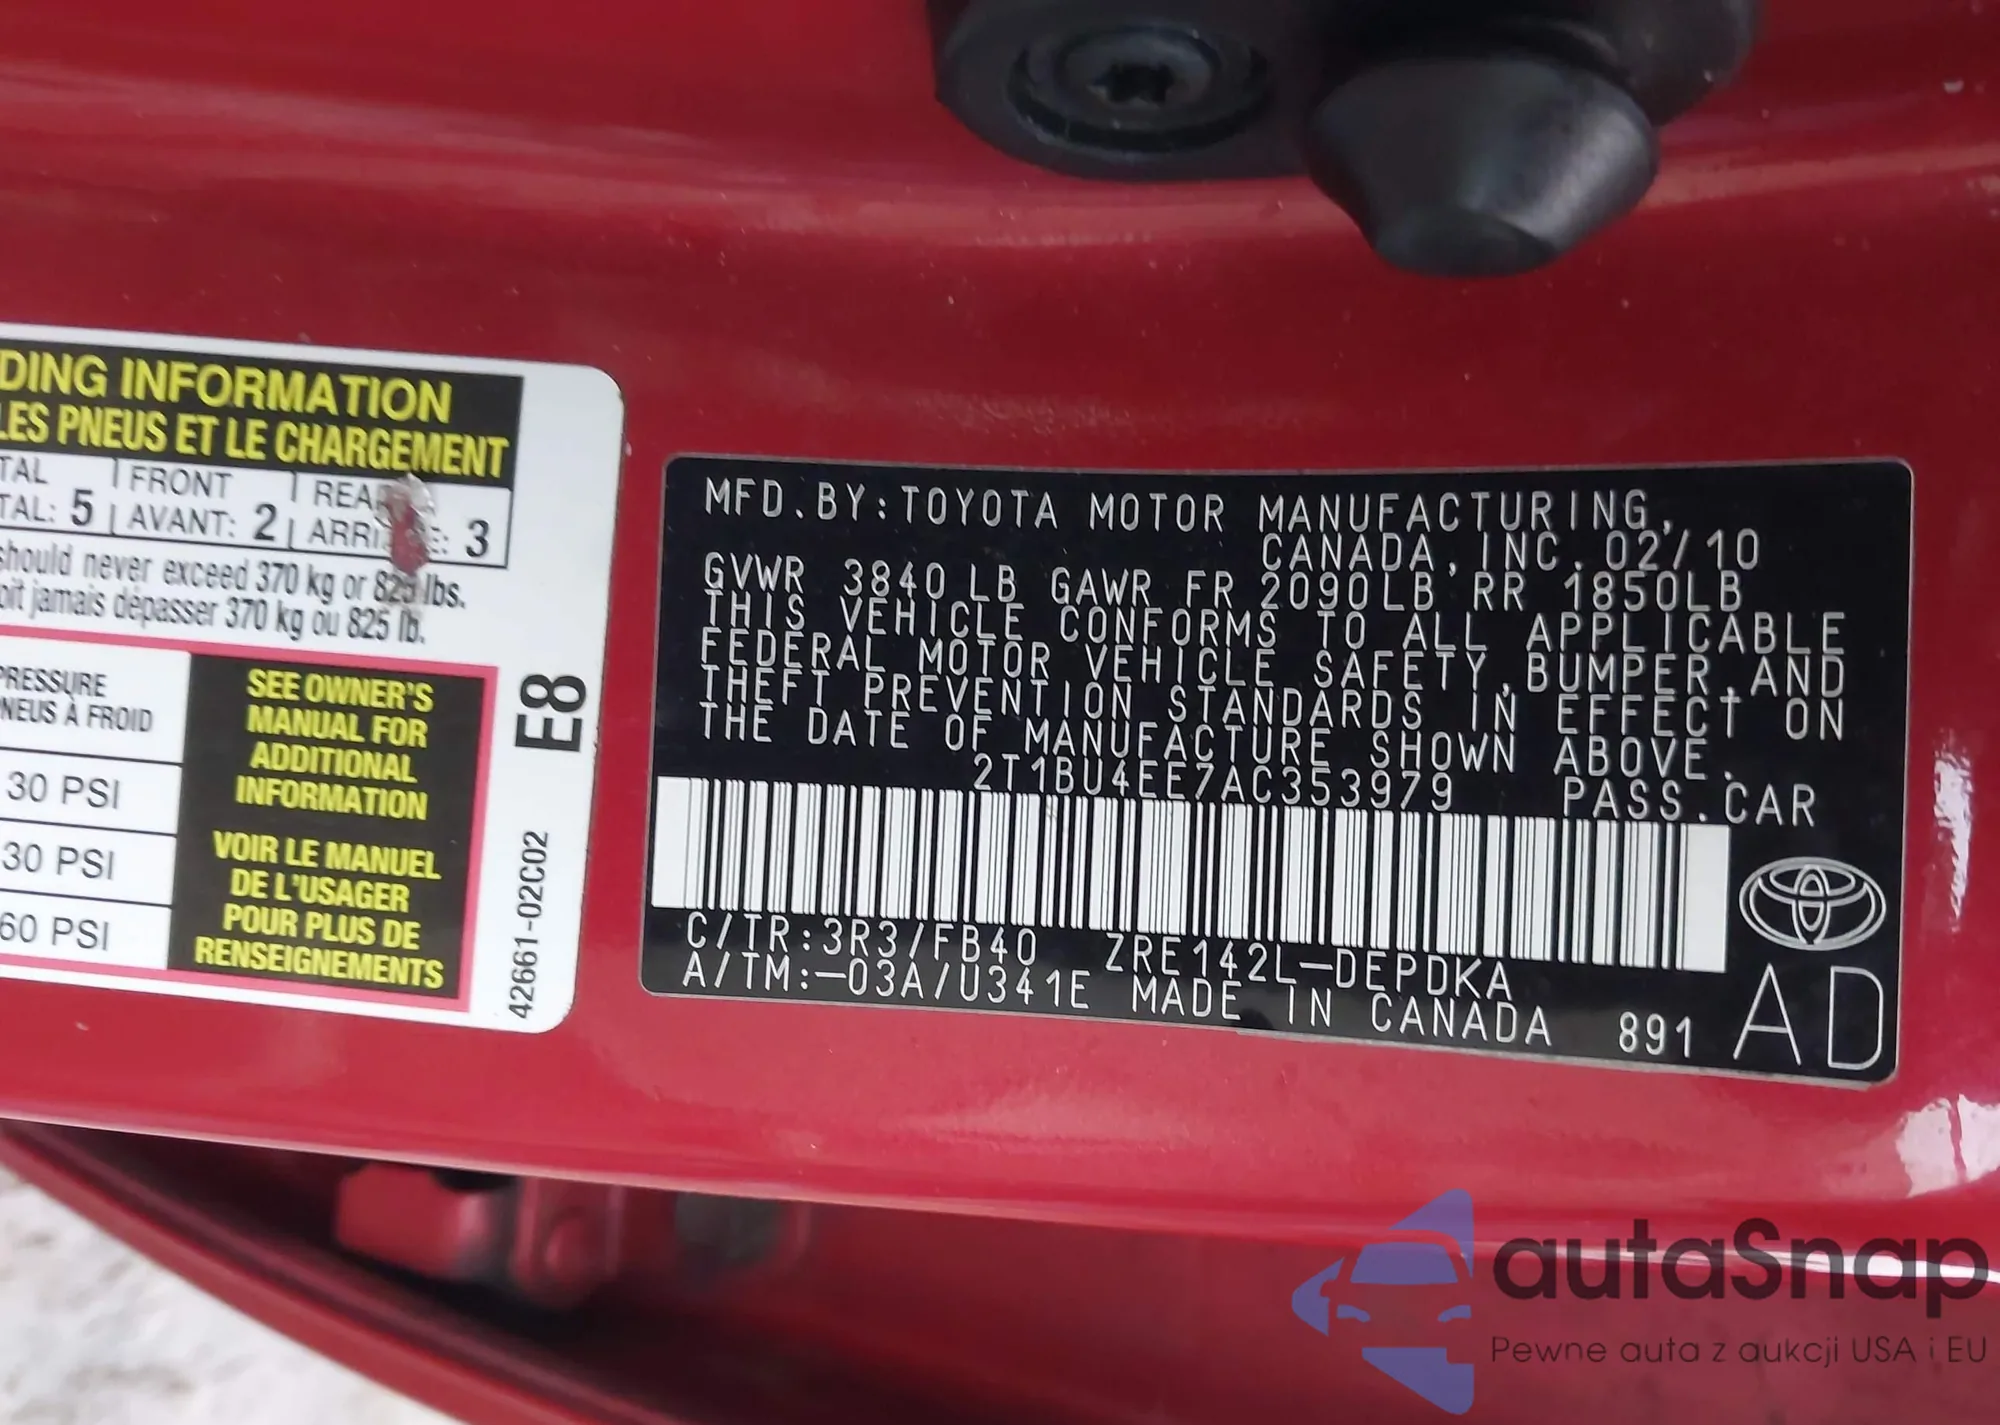 DING INFORMATION
LES PNEUS ET LE CHARGEMENT
TAL FRONT
TAL: 5 AVANT: 2 3
should never exceed 370 kg or 825 lbs.
oit jamais dépasser 370 kg ou 825 lb.
PRESSURE
NEUS À FROID
30 PSI
30 PSI
60 PSI
SEE OWNER'S
MANUAL FOR
ADDITIONAL
INFORMATION
VOIR LE MANUEL
DE L'USAGER
POUR PLUS DE
RENSEIGNEMENTS
E8
42661-02C02
MFD.BY:TOYOTA MOTOR MANUFACTURING,
CANADA,INC.02/10
GVWR 3840 LB GAWR FR 2090LB RR 1850LB
THIS VEHICLE CONFORMS TO ALL APPLICABLE
FEDERAL MOTOR VEHICLE SAFETY,BUMPER,AND
THEFT PREVENTION STANDARDS IN EFFECT ON
THE DATE OF MANUFACTURE SHOWN ABOVE.
2T1BU4EE7AC353979 PASS.CAR
C/TR:3R3/FB40 ZRE142L-DEPDKA
A/TM:-03A/U341E MADE IN CANADA 891
AD
autaSnap
Pewne auta z aukcji USA i EU